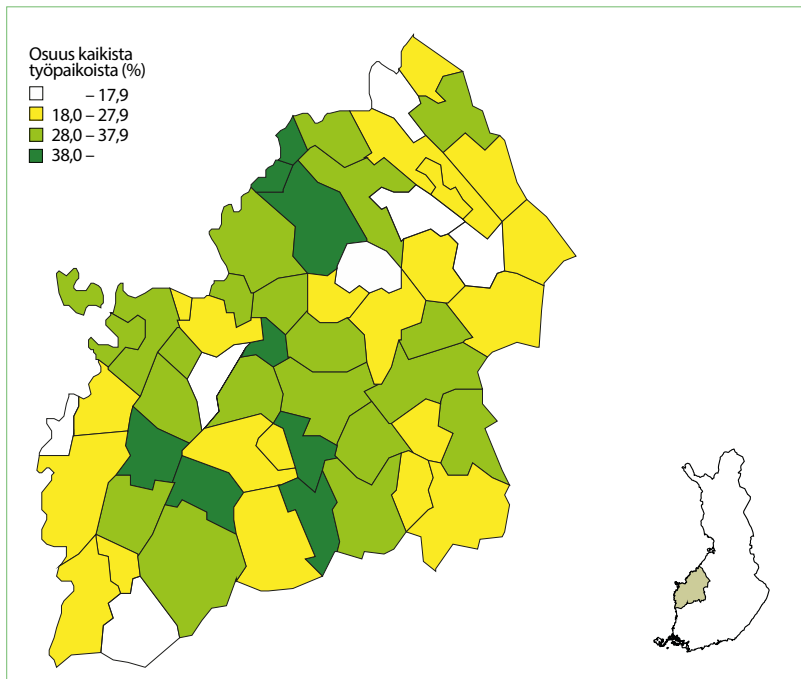 Osuus kaikista
työpaikoista (%)
– 17,9
18,0 – 27,9
28,0 – 37,9
38,0 –